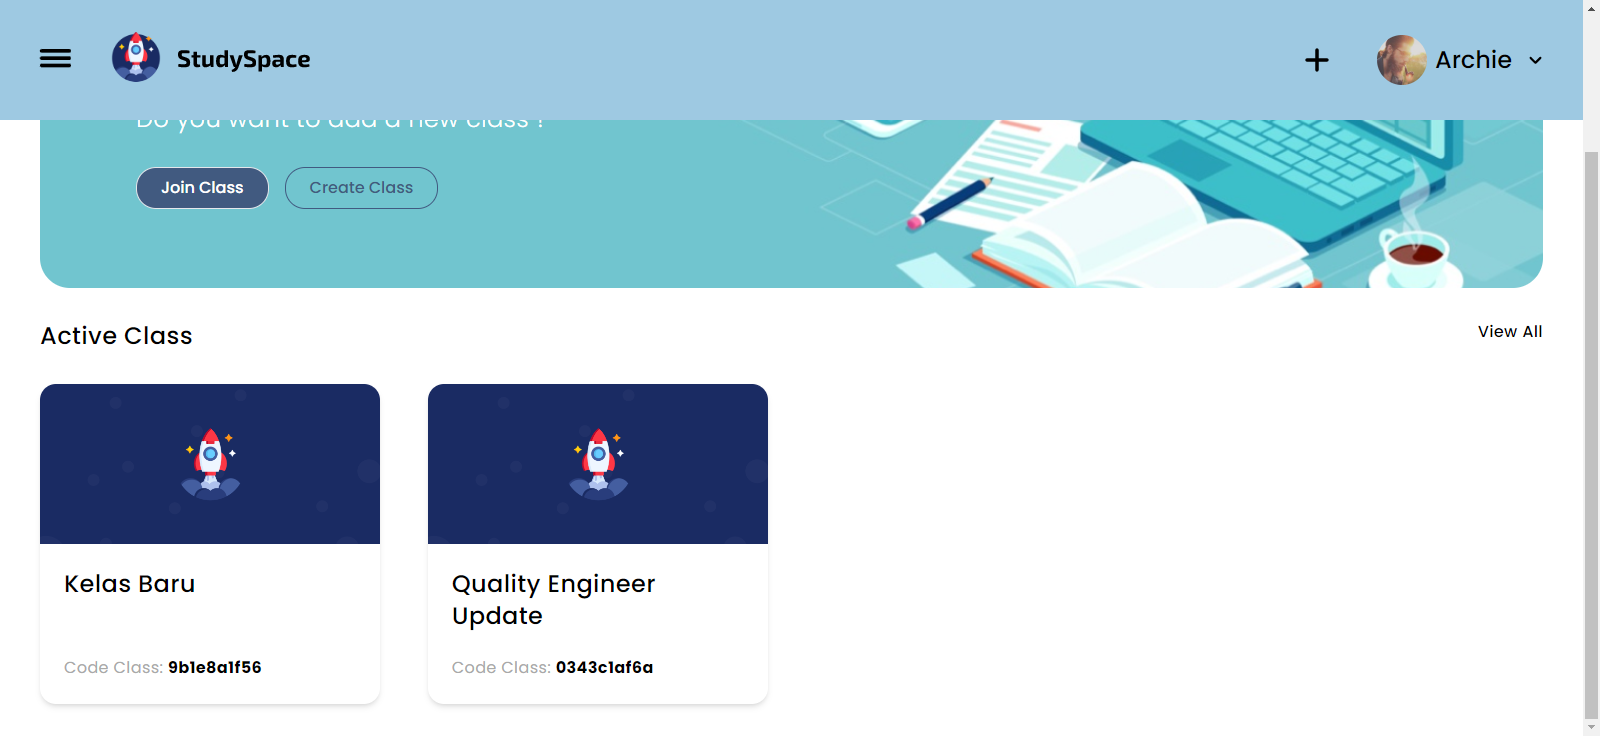 StudySpace
Archie
Do you want to add a new class ?
Join Class
Create Class
Active Class
View All
Kelas Baru
Code Class: 9b1e8a1f56
Quality Engineer
Update
Code Class: 0343c1af6a